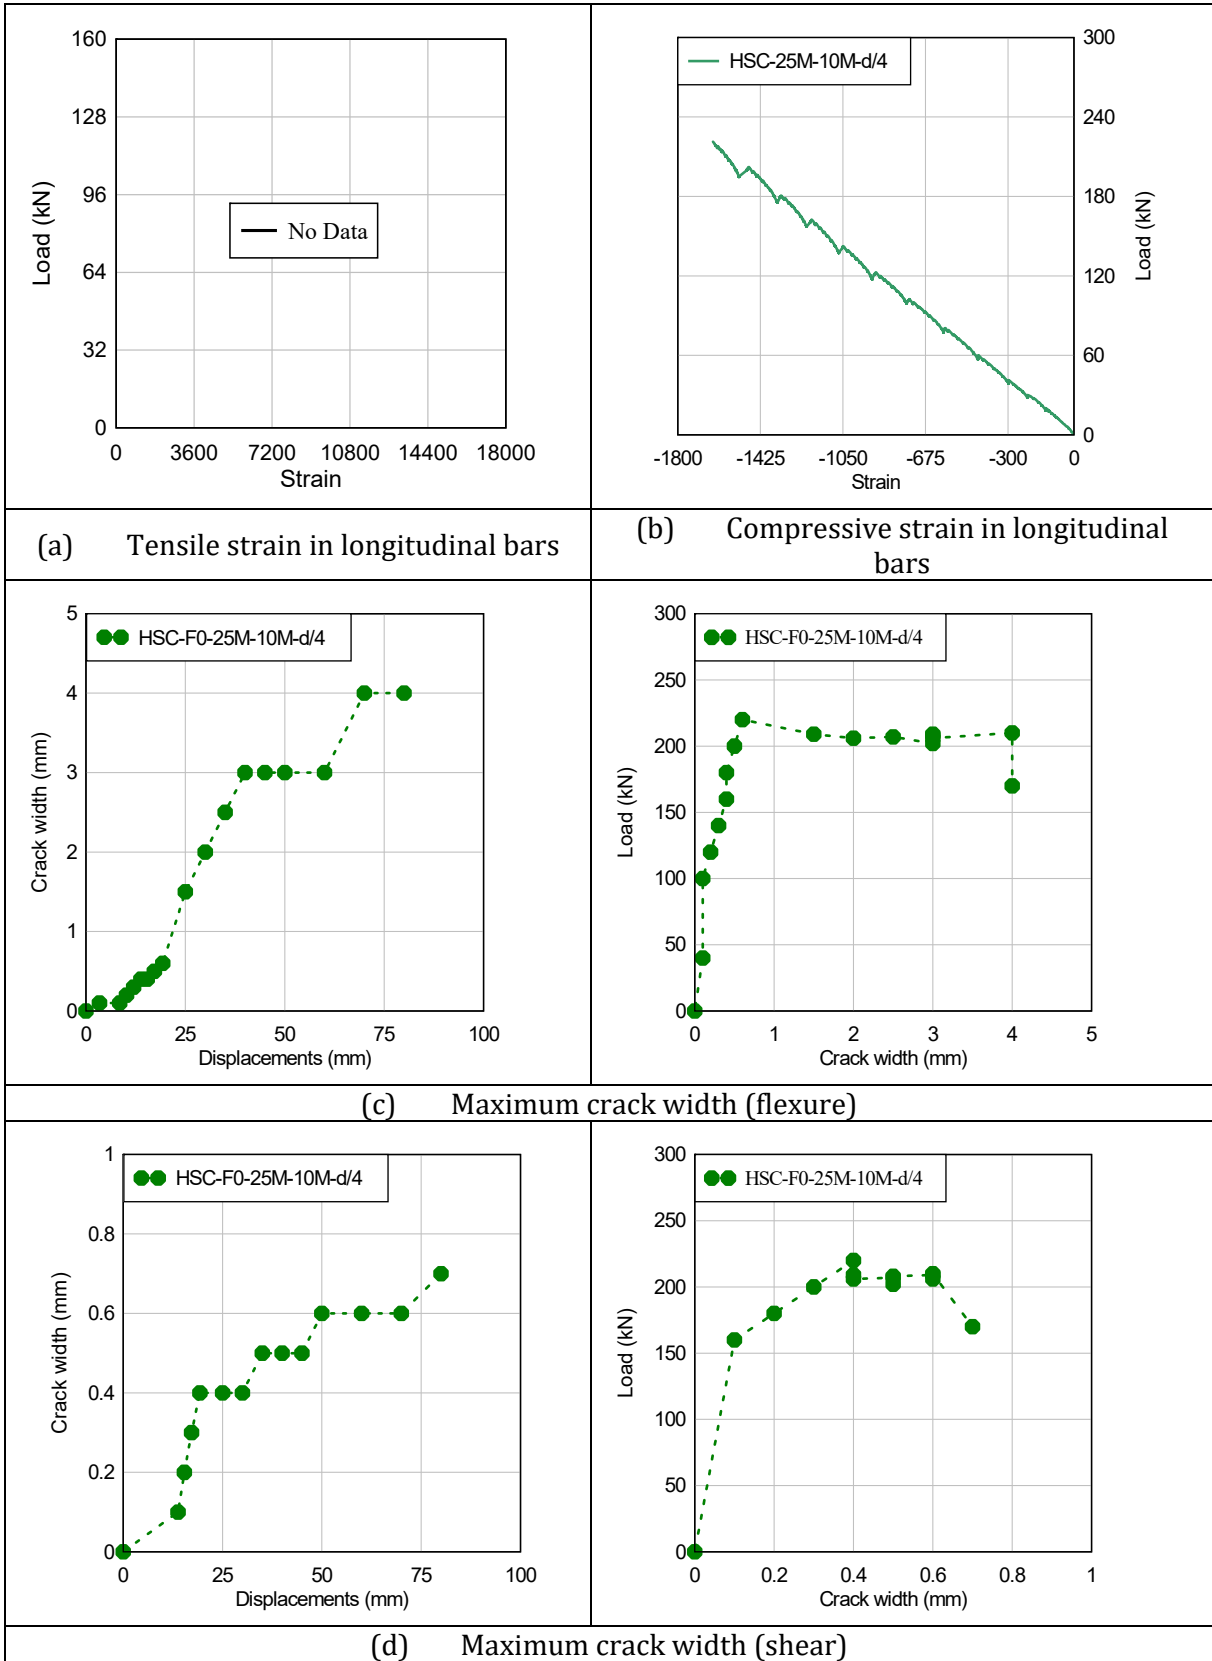 160
128
96
64
32
0
Load (kN)
No Data
0 3600 7200 10800 14400 18000
Strain
HSC-25M-10M-d/4
300
240
180
120
60
0
Load (kN)
-1800 -1425 -1050 -675 -300 0
Strain
(a) Tensile strain in longitudinal bars
(b) Compressive strain in longitudinal
bars
5
4
3
2
1
0
Crack width (mm)
HSC-F0-25M-10M-d/4
0 25 50 75 100
Displacements (mm)
300
250
200
150
100
50
0
Load (kN)
HSC-F0-25M-10M-d/4
0 1 2 3 4 5
Crack width (mm)
(c) Maximum crack width (flexure)
1
0.8
0.6
0.4
0.2
0
Crack width (mm)
HSC-F0-25M-10M-d/4
0 25 50 75 100
Displacements (mm)
300
250
200
150
100
50
0
Load (kN)
HSC-F0-25M-10M-d/4
0 0.2 0.4 0.6 0.8 1
Crack width (mm)
(d) Maximum crack width (shear)